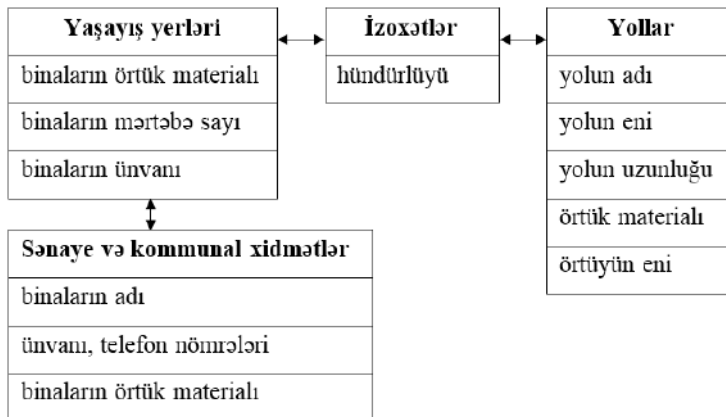 Yaşayış yerləri
binaların örtük materialı
binaların mərtəbə sayı
binaların ünvanı
İzoxətlər
hündürlüyü
Yollar
yolun adı
yolun eni
yolun uzunluğu
örtük materialı
örtüyün eni
Sənaye və kommunal xidmətlər
binaların adı
ünvanı, telefon nömrələri
binaların örtük materialı